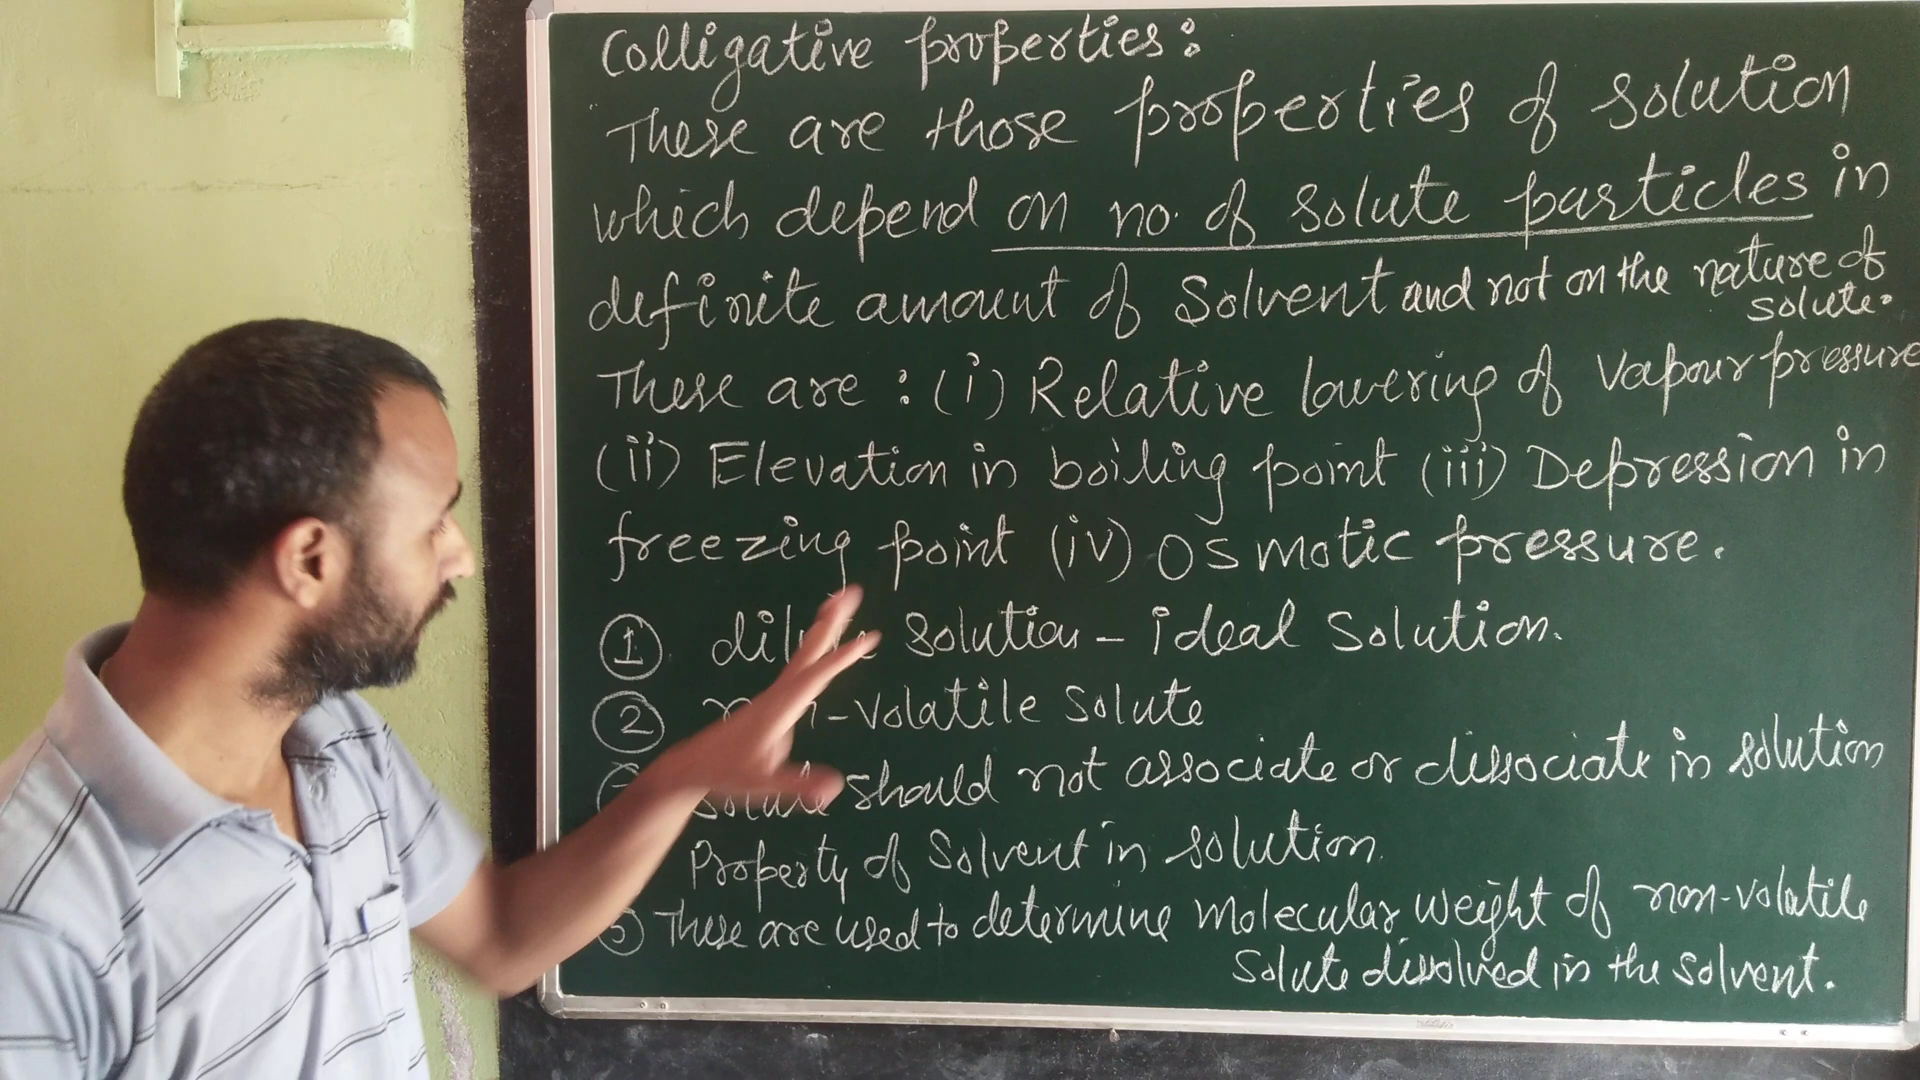 Colligative properties:
These are those properties of solution
which depend on no. of solute particles in
definite amount of Solvent and not on the nature of
solute.
These are : (i) Relative lowering of Vapour pressure
(ii) Elevation in boiling point (iii) Depression in
freezing point (iv) Osmotic pressure.
① dilute solution - ideal Solution.
② non-volatile Solute
solute should not associate or dissociate in solution
Property of Solvent in solution.
⑤ These are used to determine Molecular weight of non-volatile
Solute dissolved in the solvent.